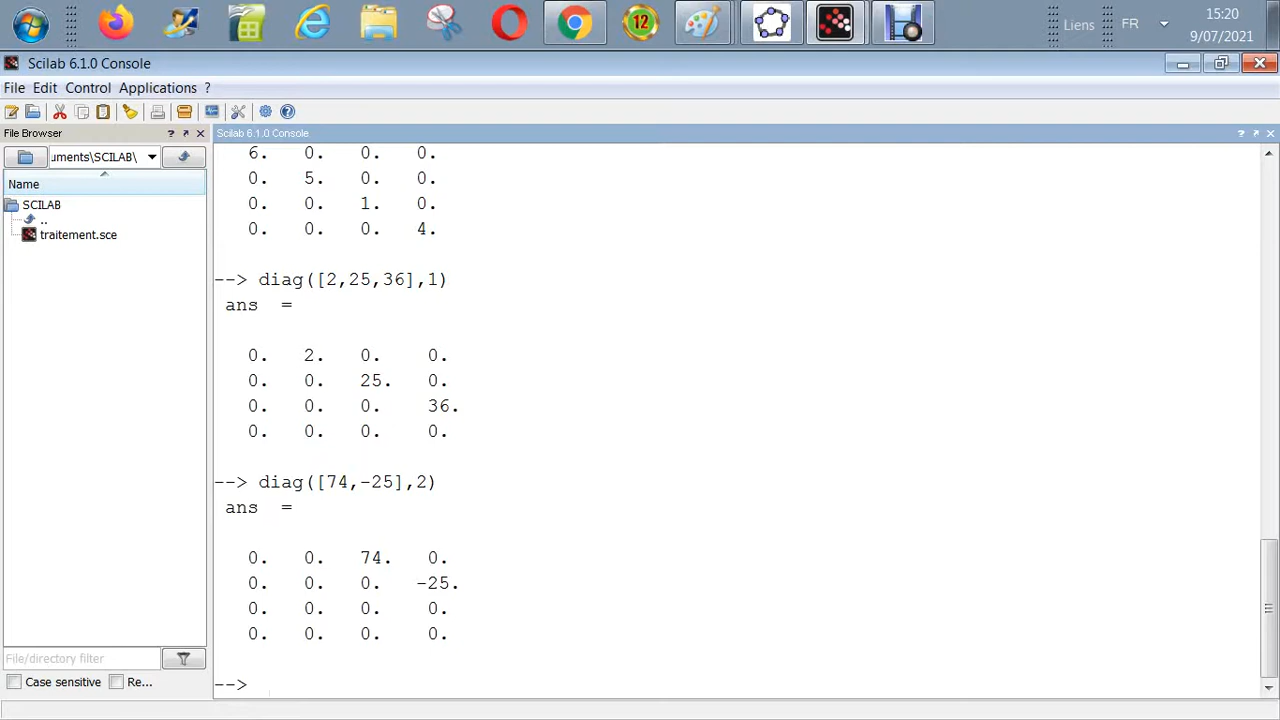 12
Liens
FR
15:20
9/07/2021
Scilab 6.1.0 Console
File Edit Control Applications ?
File Browser ? 
Scilab 6.1.0 Console ?
uments\SCILAB\
Name
SCILAB
..
traitement.sce
6. 0. 0. 0.
0. 5. 0. 0.
0. 0. 1. 0.
0. 0. 0. 4.
--> diag([2,25,36],1)
ans =
0. 2. 0. 0.
0. 0. 25. 0.
0. 0. 0. 36.
0. 0. 0. 0.
--> diag([74,-25],2)
ans =
0. 0. 74. 0.
0. 0. 0. -25.
0. 0. 0. 0.
0. 0. 0. 0.
-->
File/directory filter
Case sensitive Re...